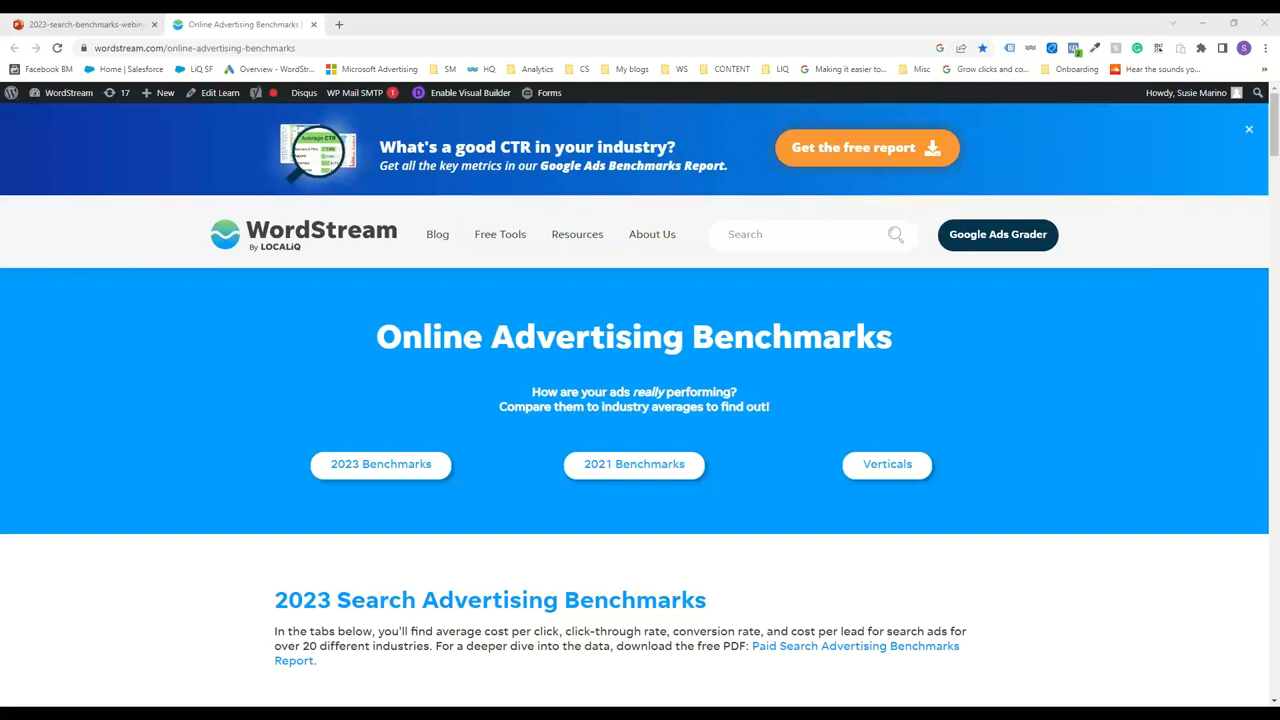 2023-search-benchmarks-webin
Online Advertising Benchmarks |
wordstream.com/online-advertising-benchmarks
2
S
Facebook BM
Home | Salesforce
LiQ SF
Overview - WordStr...
Microsoft Advertising
SM
HQ
Analytics
CS
My blogs
WS
CONTENT
LIQ
Making it easier to...
Misc
Grow clicks and co...
Onboarding
Hear the sounds yo...
»
WordStream
17
New
Edit Learn
Disqus
WP Mail SMTP 1
Enable Visual Builder
Forms
Howdy, Susie Marino
Average CTR
What's a good CTR in your industry?
Get all the key metrics in our Google Ads Benchmarks Report.
Get the free report
WordStream
By LOCALiQ
Blog
Free Tools
Resources
About Us
Search
Google Ads Grader
Online Advertising Benchmarks
How are your ads really performing?
Compare them to industry averages to find out!
2023 Benchmarks
2021 Benchmarks
Verticals
2023 Search Advertising Benchmarks
In the tabs below, you'll find average cost per click, click-through rate, conversion rate, and cost per lead for search ads for
over 20 different industries. For a deeper dive into the data, download the free PDF: Paid Search Advertising Benchmarks
Report.